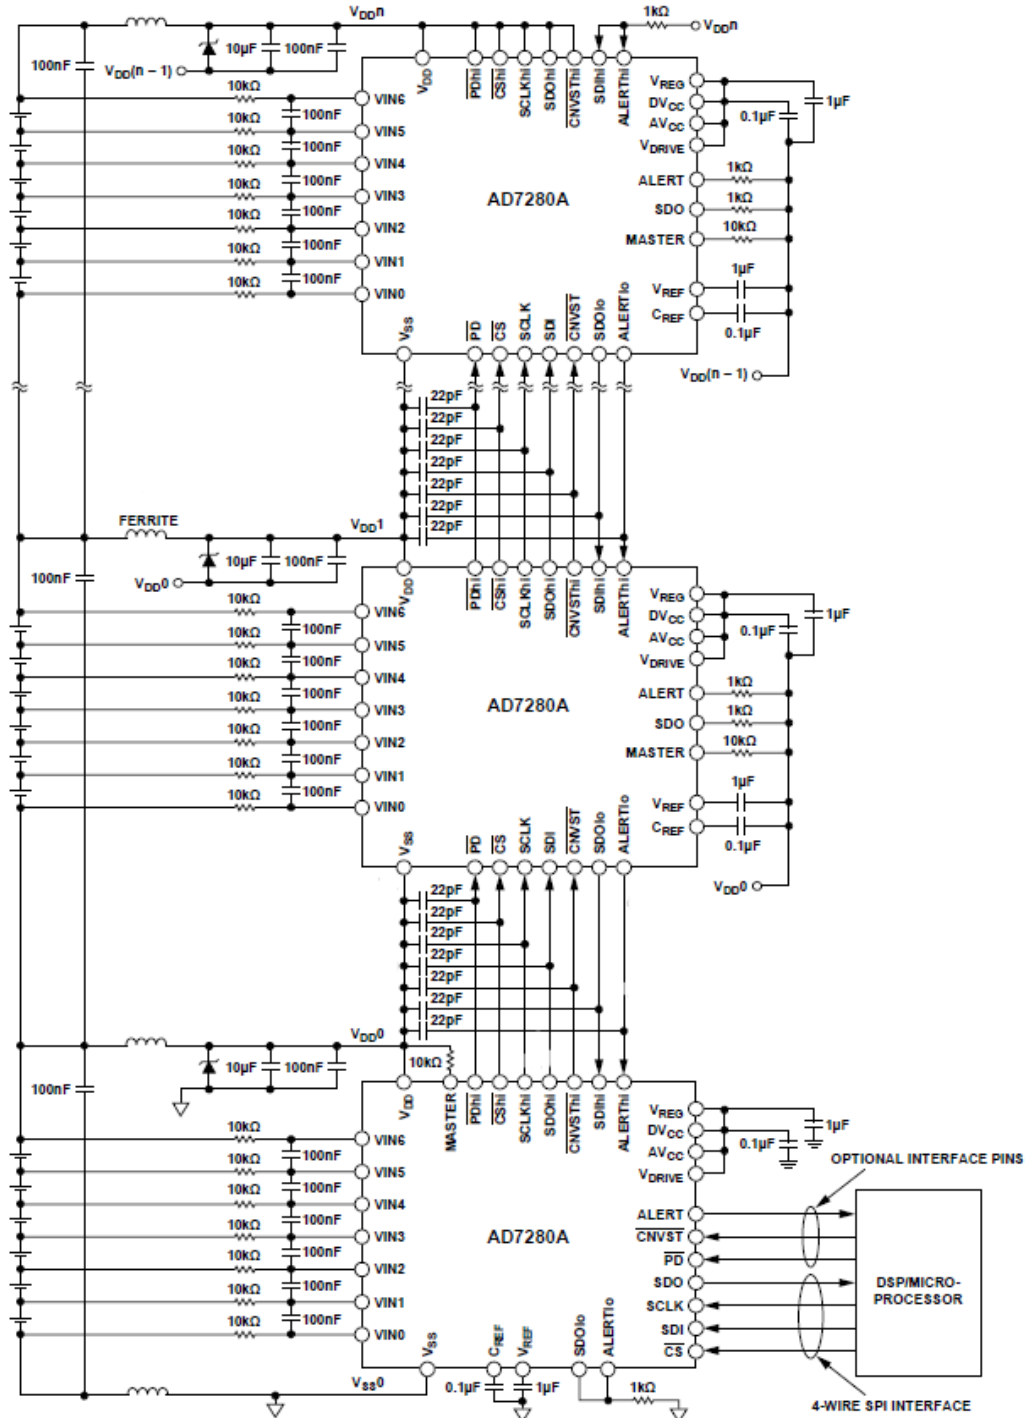 VDDn
1kΩ
VDDn
10µF
100nF
100nF
VDD(n – 1)
VDD
PDhi
CShi
SCLKhi
SDOhi
CNVSThi
SDIhi
ALERThi
VREG
DVCC
AVCC
VDRIVE
0.1µF
1µF
10kΩ
VIN6
100nF
10kΩ
VIN5
100nF
10kΩ
VIN4
100nF
10kΩ
VIN3
100nF
10kΩ
VIN2
100nF
10kΩ
VIN1
100nF
10kΩ
VIN0
AD7280A
ALERT
1kΩ
SDO
1kΩ
MASTER
10kΩ
VREF
1µF
CREF
0.1µF
VSS
PD
CS
SCLK
SDI
CNVST
SDOlo
ALERTlo
VDD(n – 1)
22pF
22pF
22pF
22pF
22pF
22pF
22pF
FERRITE
VDD1
10µF
100nF
100nF
VDD0
VDD
PDhi
CShi
SCLKhi
SDOhi
CNVSThi
SDIhi
ALERThi
VREG
DVCC
AVCC
VDRIVE
0.1µF
1µF
10kΩ
VIN6
100nF
10kΩ
VIN5
100nF
10kΩ
VIN4
100nF
10kΩ
VIN3
100nF
10kΩ
VIN2
100nF
10kΩ
VIN1
100nF
10kΩ
VIN0
AD7280A
ALERT
1kΩ
SDO
1kΩ
MASTER
10kΩ
VREF
1µF
CREF
0.1µF
VSS
PD
CS
SCLK
SDI
CNVST
SDOlo
ALERTlo
VDD0
22pF
22pF
22pF
22pF
22pF
22pF
22pF
VDD0
10kΩ
10µF
100nF
100nF
VDD
MASTER
PDhi
CShi
SCLKhi
SDOhi
CNVSThi
SDIhi
ALERThi
VREG
DVCC
AVCC
VDRIVE
0.1µF
1µF
OPTIONAL INTERFACE PINS
10kΩ
VIN6
100nF
10kΩ
VIN5
100nF
10kΩ
VIN4
100nF
10kΩ
VIN3
100nF
10kΩ
VIN2
100nF
10kΩ
VIN1
100nF
10kΩ
VIN0
AD7280A
ALERT
CNVST
PD
SDO
SCLK
SDI
CS
DSP/MICRO-
PROCESSOR
VSS
CREF
VREF
SDOlo
ALERTlo
VSS0
0.1µF
1µF
1kΩ
4-WIRE SPI INTERFACE